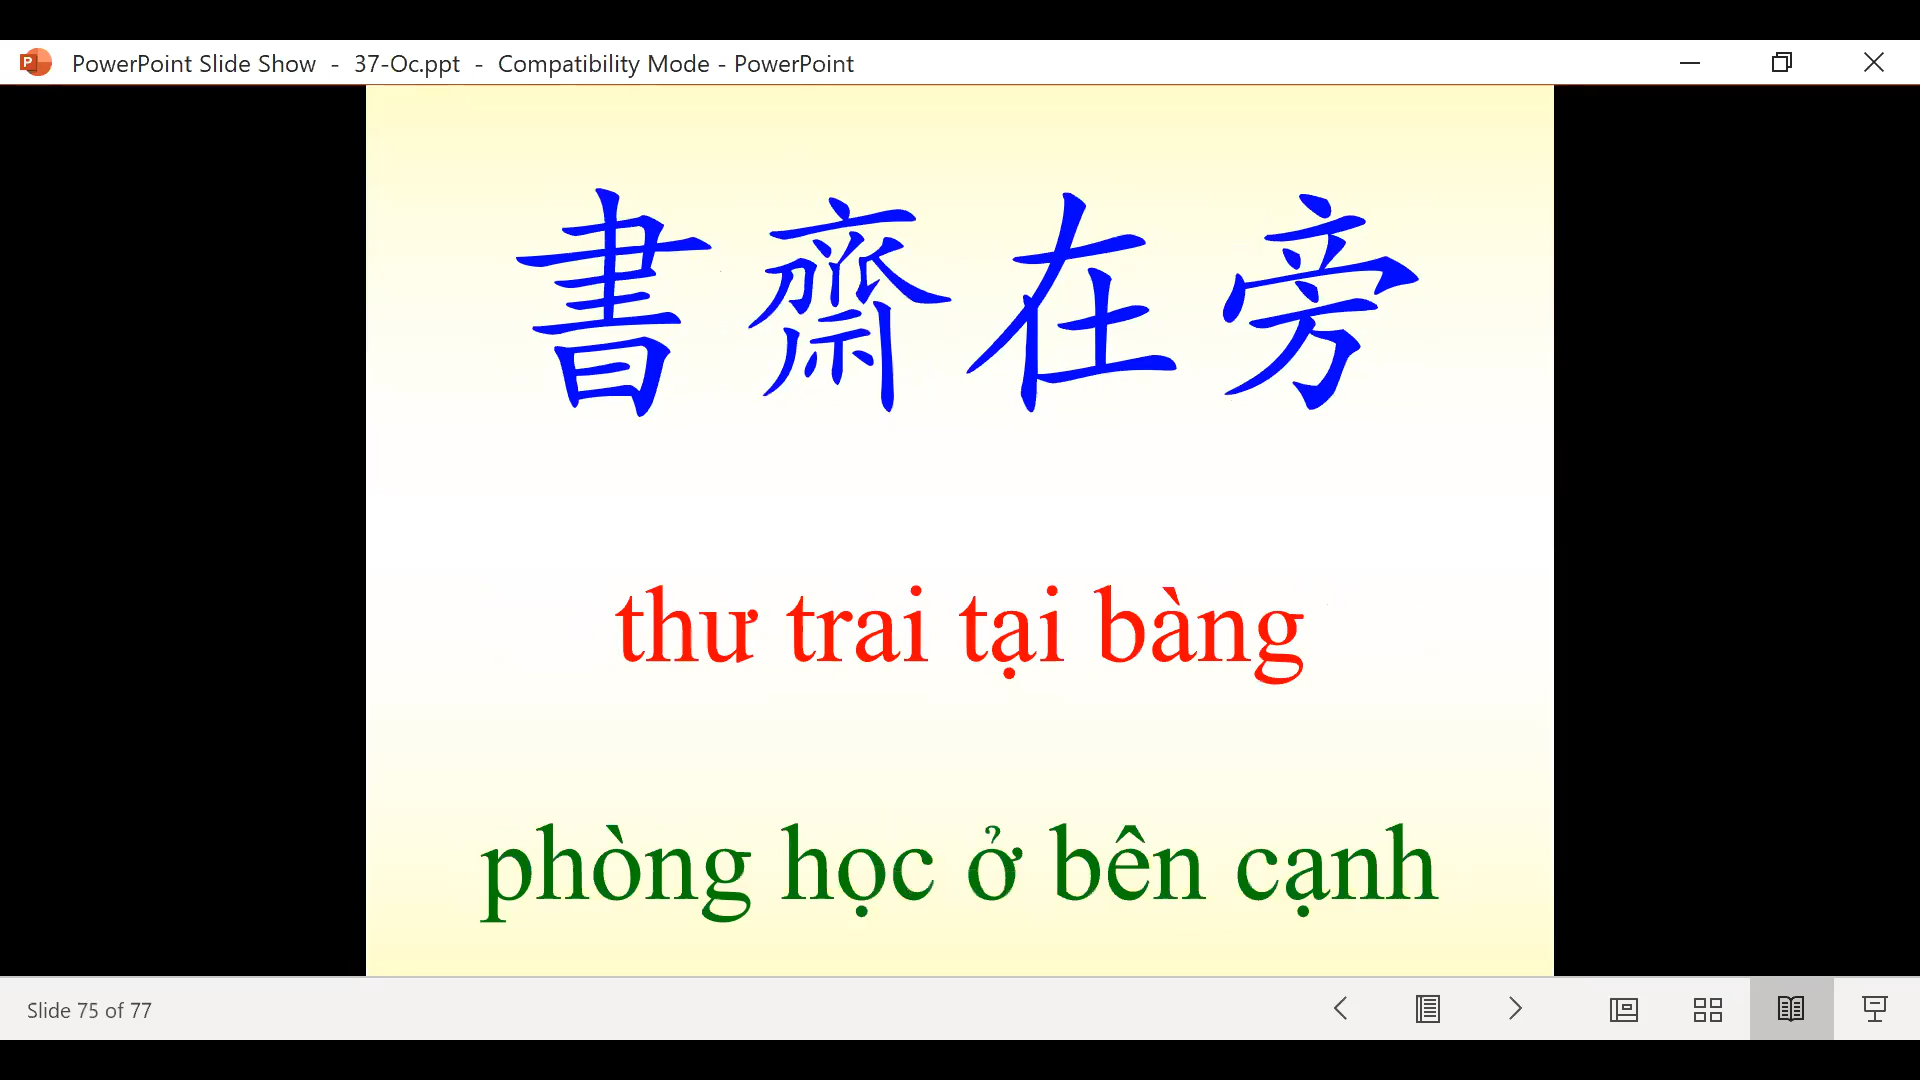 PowerPoint Slide Show - 37-Oc.ppt - Compatibility Mode - PowerPoint
書齋在旁
thư trai tại bàng
phòng học ở bên cạnh
Slide 75 of 77